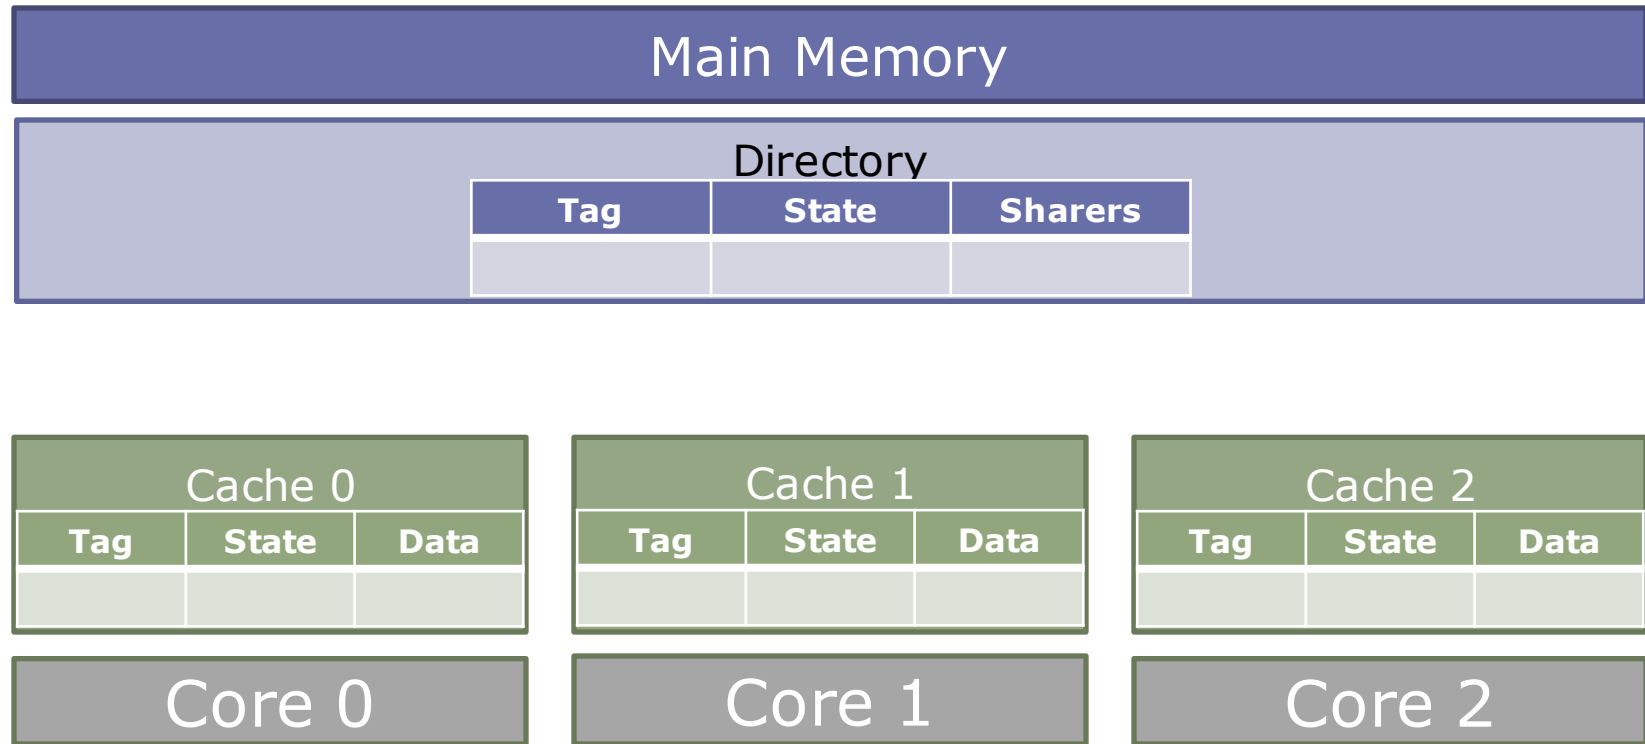 Main Memory
Directory
Tag State Sharers
Cache 0 Cache 1 Cache 2
Tag State Data Tag State Data Tag State Data
Core 0 Core 1 Core 2